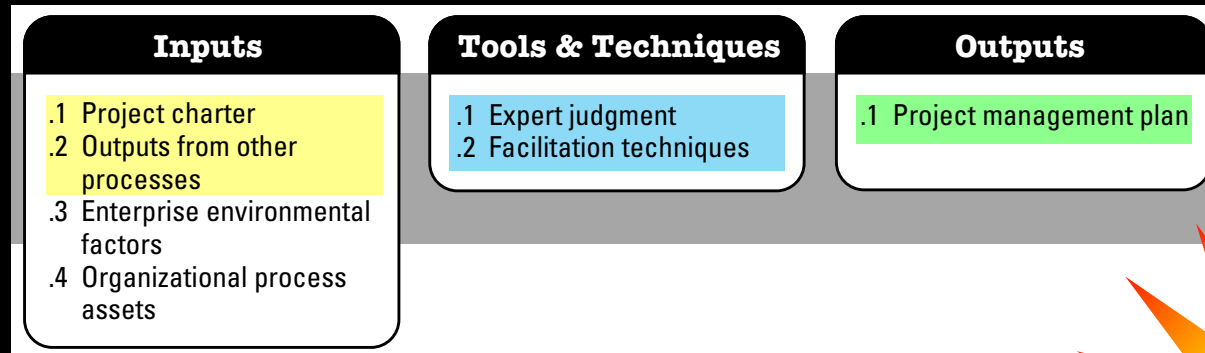 Inputs
.1 Project charter
.2 Outputs from other
processes
.3 Enterprise environmental
factors
.4 Organizational process
assets
Tools & Techniques
.1 Expert judgment
.2 Facilitation techniques
Outputs
.1 Project management plan